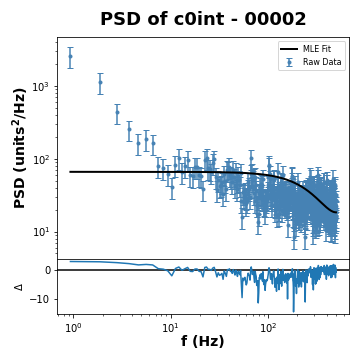 PSD of c0int - 00002
PSD (units²/Hz)
10³
10²
10¹
MLE Fit
Raw Data
Δ
0
−10
10⁰
10¹
10²
f (Hz)